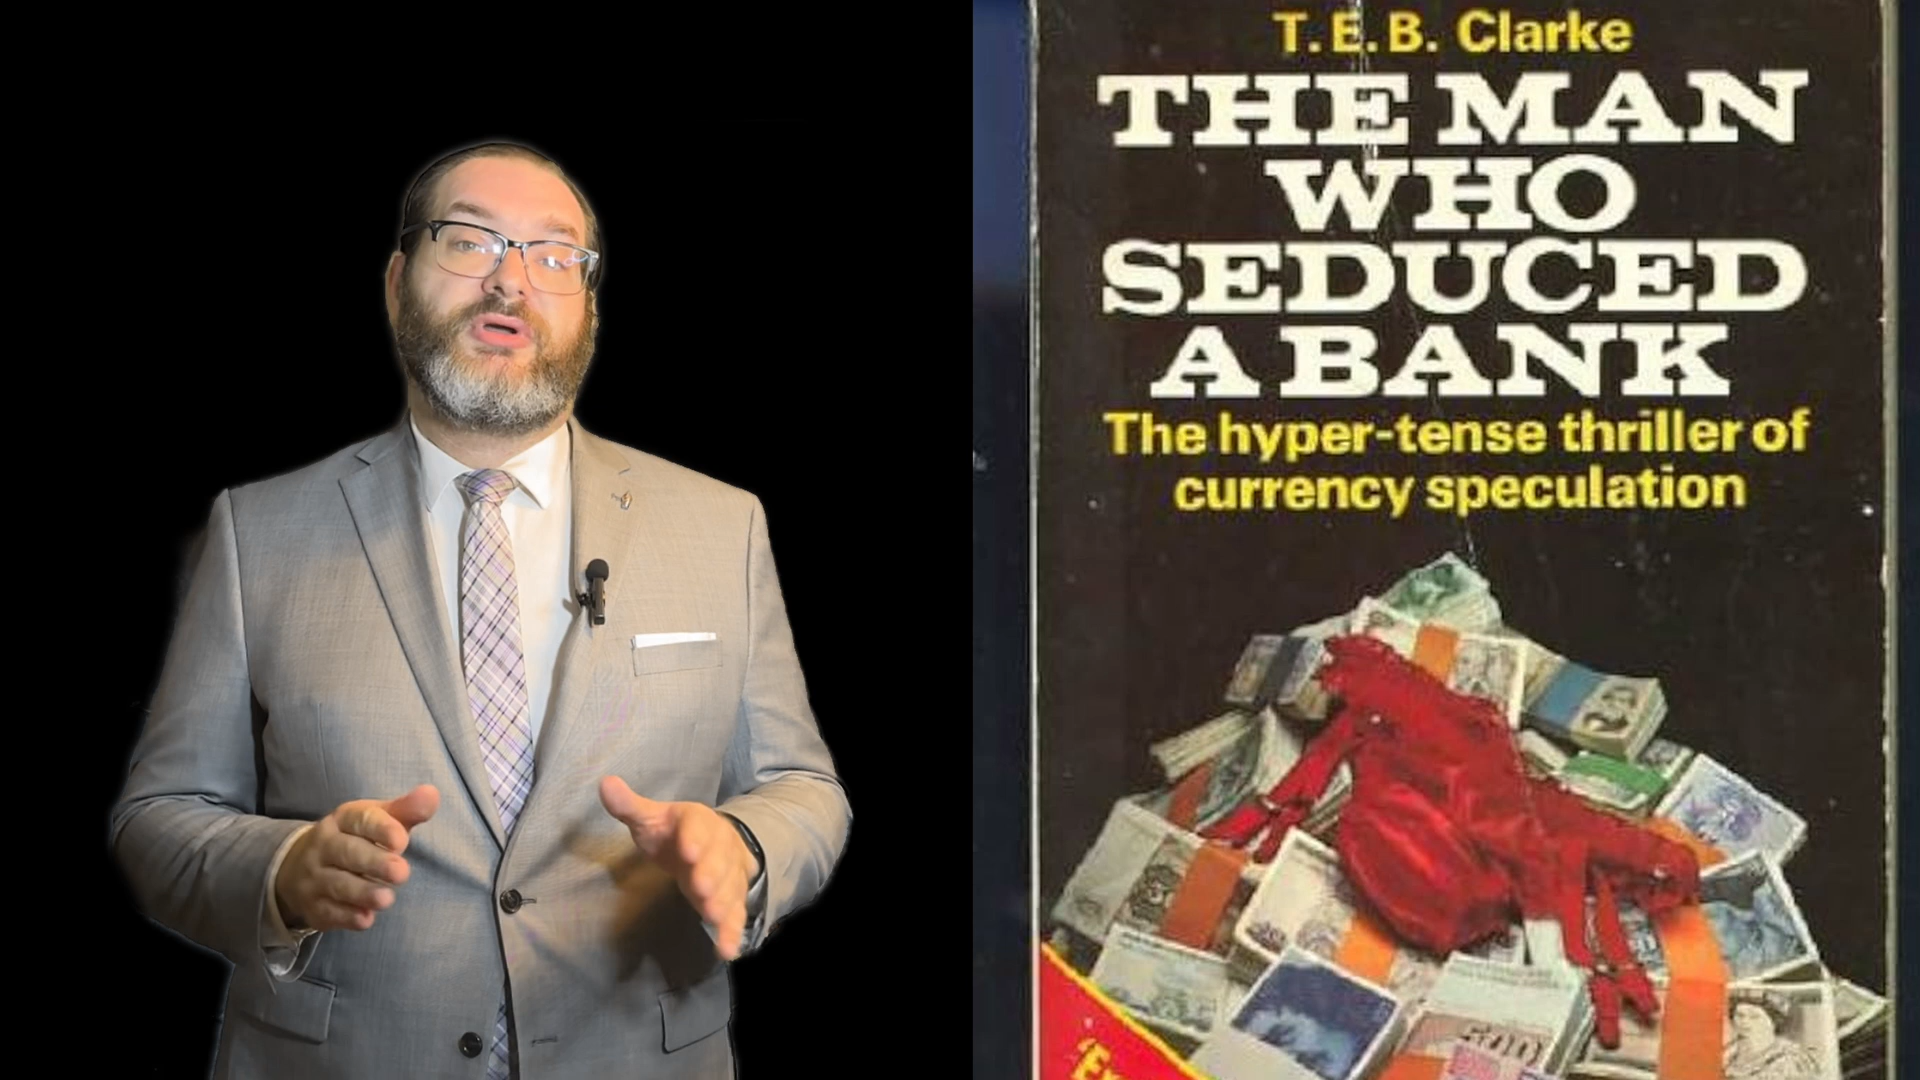 T.E.B. Clarke
THE MAN
WHO
SEDUCED
A BANK
The hyper-tense thriller of
currency speculation